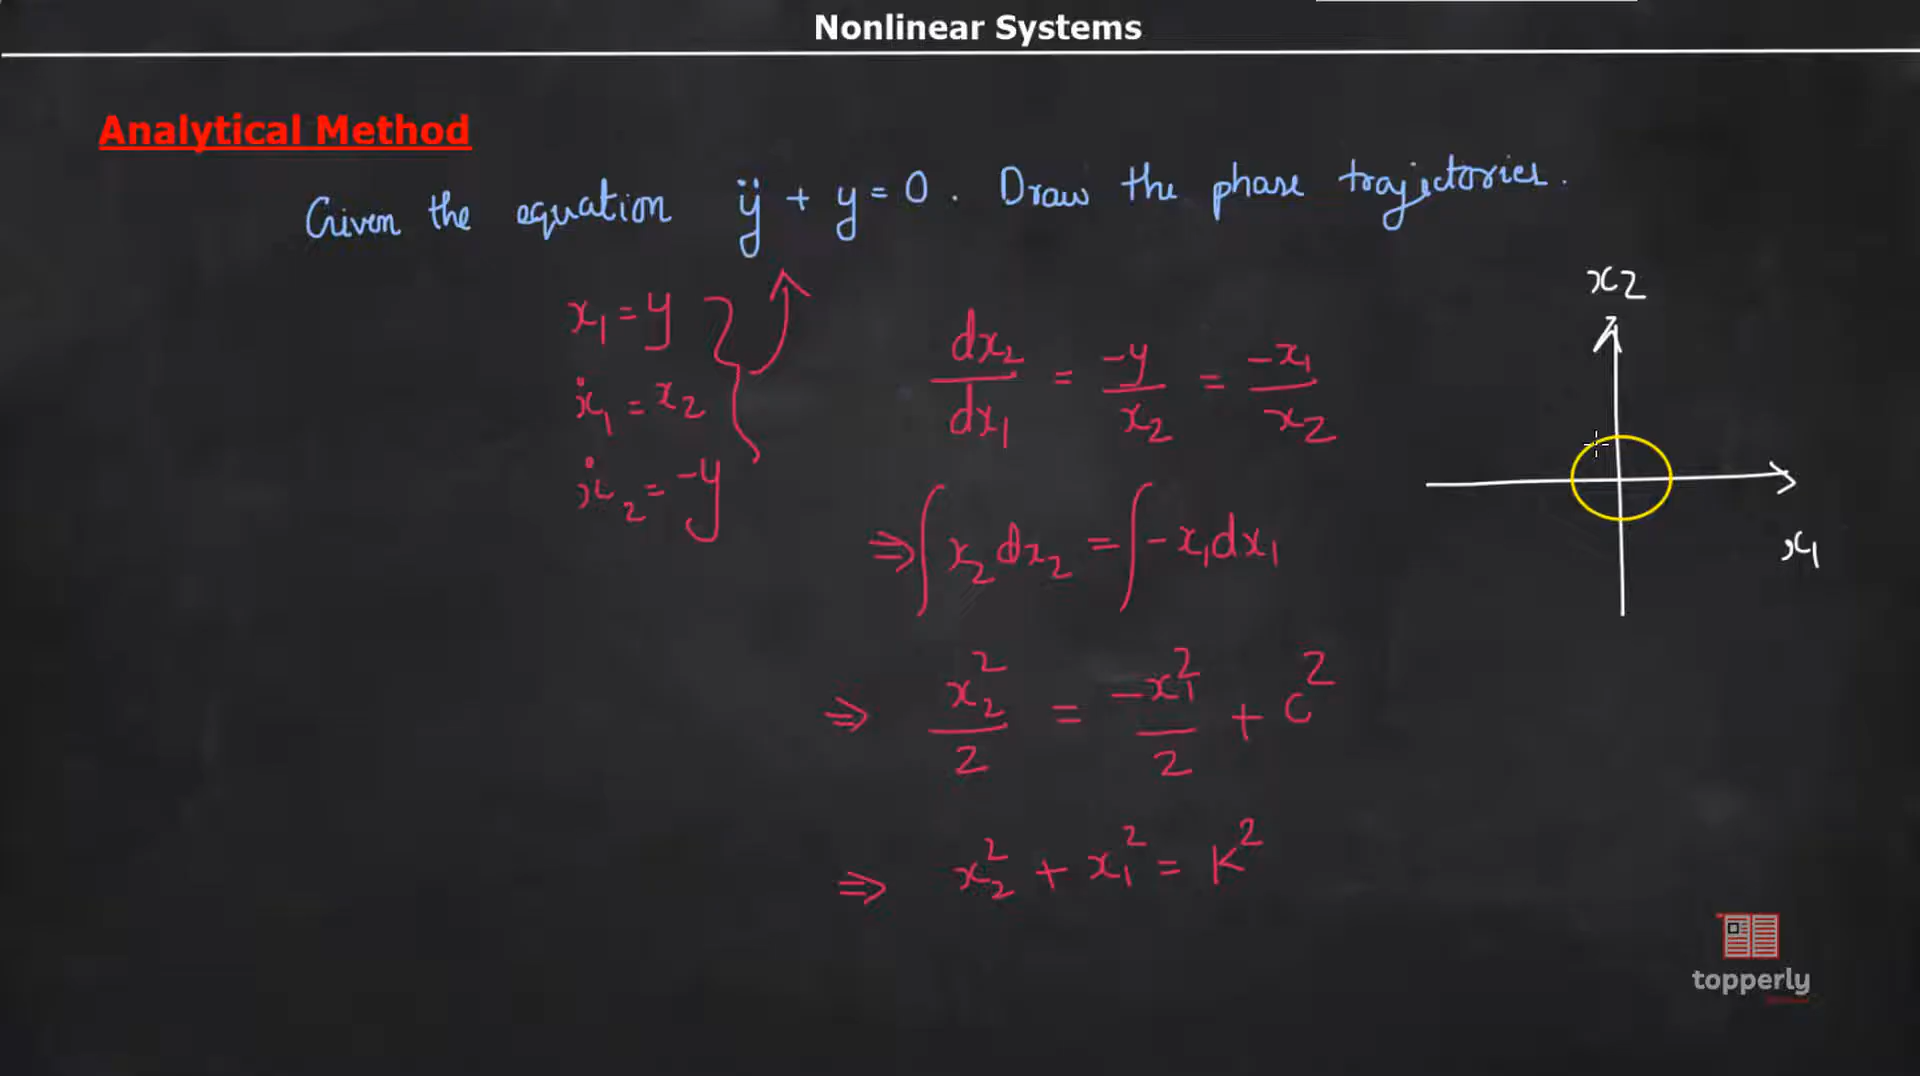 Nonlinear Systems
Analytical Method
Given the equation ÿ + y = 0. Draw the phase trajectories.
x₁ = y
ẋ₁ = x₂
ẋ₂ = -y
dx₂/dx₁ = -y/x₂ = -x₁/x₂
⇒ ∫ x₂ dx₂ = ∫ -x₁ dx₁
⇒ x₂²/2 = -x₁²/2 + c²
⇒ x₂² + x₁² = K²
x2
x₁
topperly